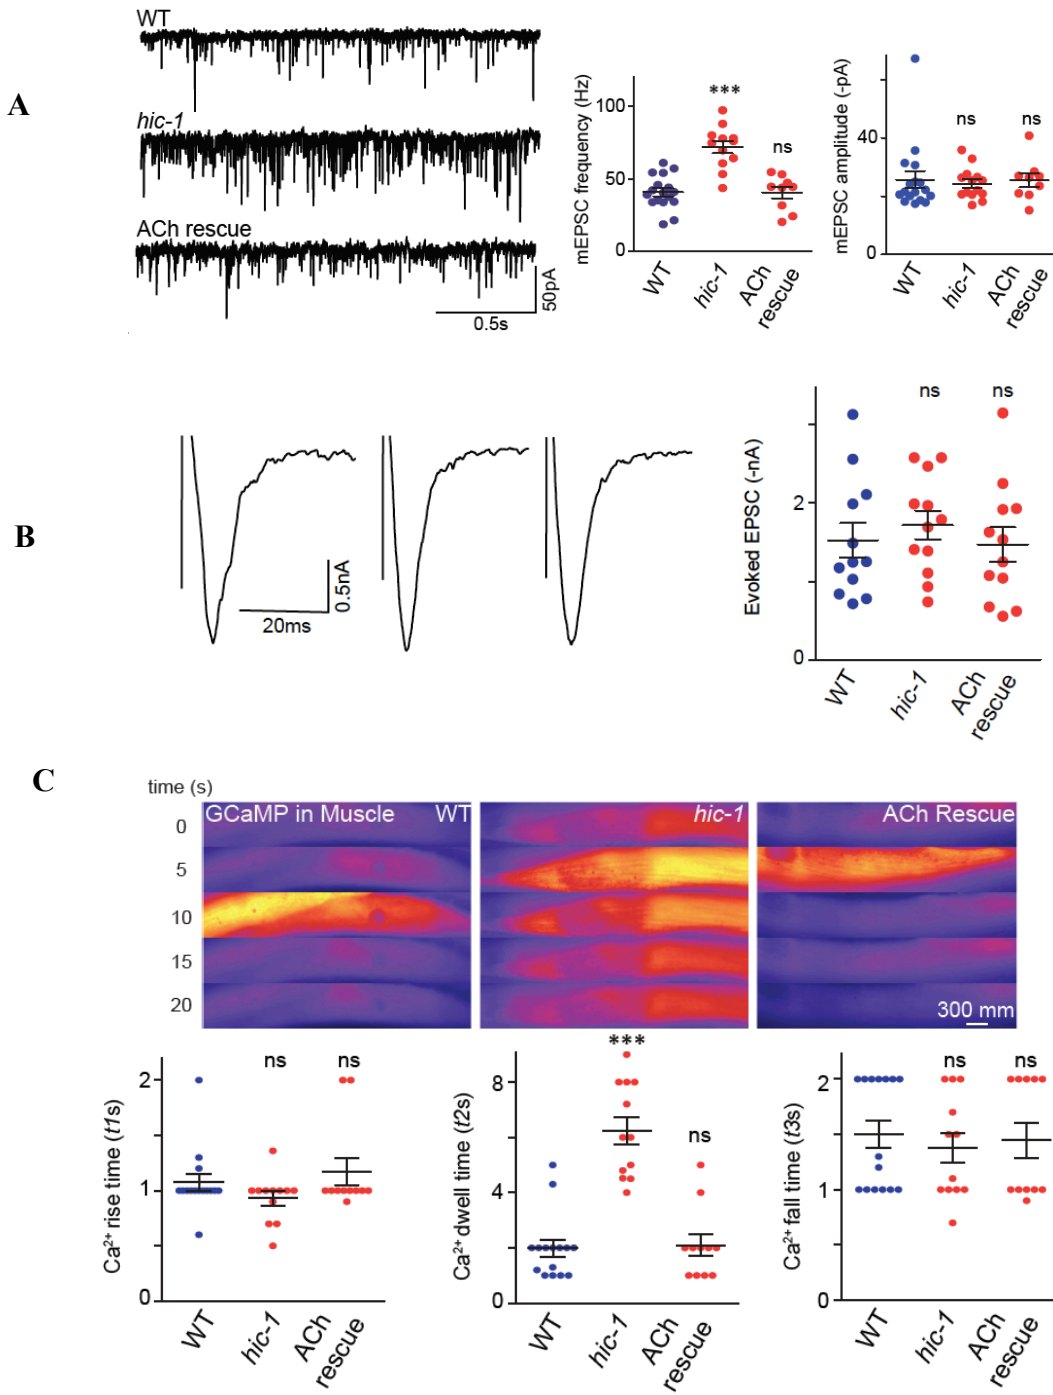 A
WT
hic-1
ACh rescue
50pA
0.5s
mEPSC frequency (Hz)
100
50
0
***
ns
WT
hic-1
ACh
rescue
mEPSC amplitude (-pA)
40
0
ns
ns
WT
hic-1
ACh
rescue
B
0.5nA
20ms
Evoked EPSC (-nA)
2
0
ns
ns
WT
hic-1
ACh
rescue
C
time (s)
0
5
10
15
20
GCaMP in Muscle
WT
hic-1
ACh Rescue
300 mm
Ca²⁺ rise time (t1s)
2
1
0
ns
ns
WT
hic-1
ACh
rescue
Ca²⁺ dwell time (t2s)
8
4
0
***
ns
WT
hic-1
ACh
rescue
Ca²⁺ fall time (t3s)
2
1
0
ns
ns
WT
hic-1
ACh
rescue